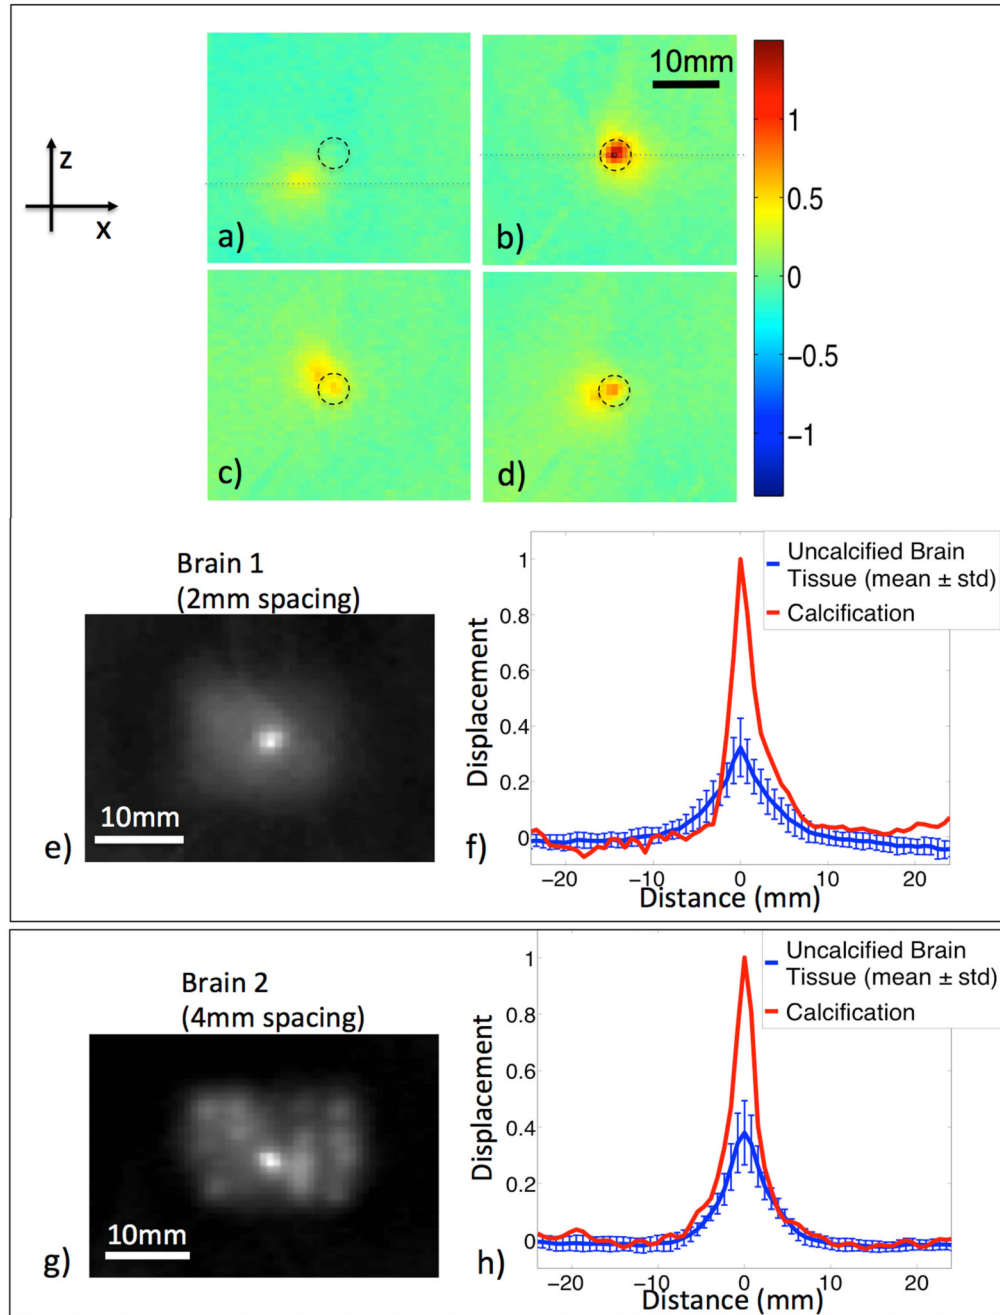 z
x
a)
10mm
b)
c)
d)
1
0.5
0
−0.5
−1
Brain 1
(2mm spacing)
10mm
e)
Uncalcified Brain
Tissue (mean ± std)
Calcification
Displacement
1
0.8
0.6
0.4
0.2
0
f)
−20
−10
0
10
20
Distance (mm)
Brain 2
(4mm spacing)
10mm
g)
Uncalcified Brain
Tissue (mean ± std)
Calcification
Displacement
1
0.8
0.6
0.4
0.2
0
h)
−20
−10
0
10
20
Distance (mm)